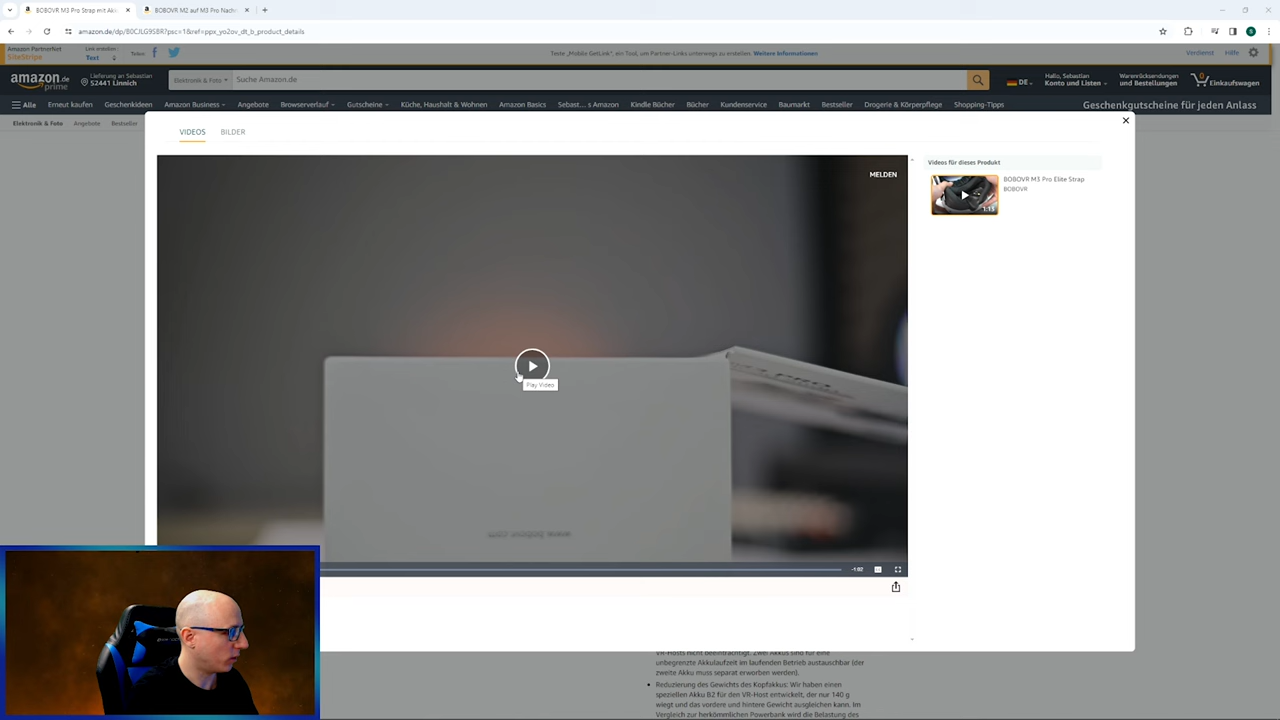 BOBOVR M3 Pro Strap mit Akk
BOBOVR M2 auf M3 Pro Nachr
amazon.de/dp/B0CJLG9SBR?psc=1&ref=ppx_yo2ov_dt_b_product_details
Amazon PartnerNet
SiteStripe
Link erstellen:
Text
Teilen:
Teste „Mobile GetLink“, ein Tool, um Partner-Links unterwegs zu erstellen. Weitere Informationen
Verdienst
Hilfe
amazon.de
prime
Lieferung an Sebastian
52441 Linnich
Elektronik & Foto
Suche Amazon.de
DE
Hallo, Sebastian
Konto und Listen
Warenrücksendungen
und Bestellungen
0
Einkaufswagen
Alle
Erneut kaufen
Geschenkideen
Amazon Business
Angebote
Browserverlauf
Gutscheine
Küche, Haushalt & Wohnen
Amazon Basics
Sebast... s Amazon
Kindle Bücher
Bücher
Kundenservice
Baumarkt
Bestseller
Drogerie & Körperpflege
Shopping-Tipps
Geschenkgutscheine für jeden Anlass
Elektronik & Foto
Angebote
Bestseller
VIDEOS
BILDER
MELDEN
Videos für dieses Produkt
BOBOVR M3 Pro Elite Strap
BOBOVR
1:13
Play Video
-1:02
VR-Hosts nicht beeinträchtigt. Zwei Akkus sind für eine
unbegrenzte Akkulaufzeit im laufenden Betrieb austauschbar (der
zweite Akku muss separat erworben werden).
Reduzierung des Gewichts des Kopfakkus: Wir haben einen
speziellen Akku B2 für den VR-Host entwickelt, der nur 140 g
wiegt und das vordere und hintere Gewicht ausgleichen kann. Im
Vergleich zur herkömmlichen Powerbank wird die Belastung des